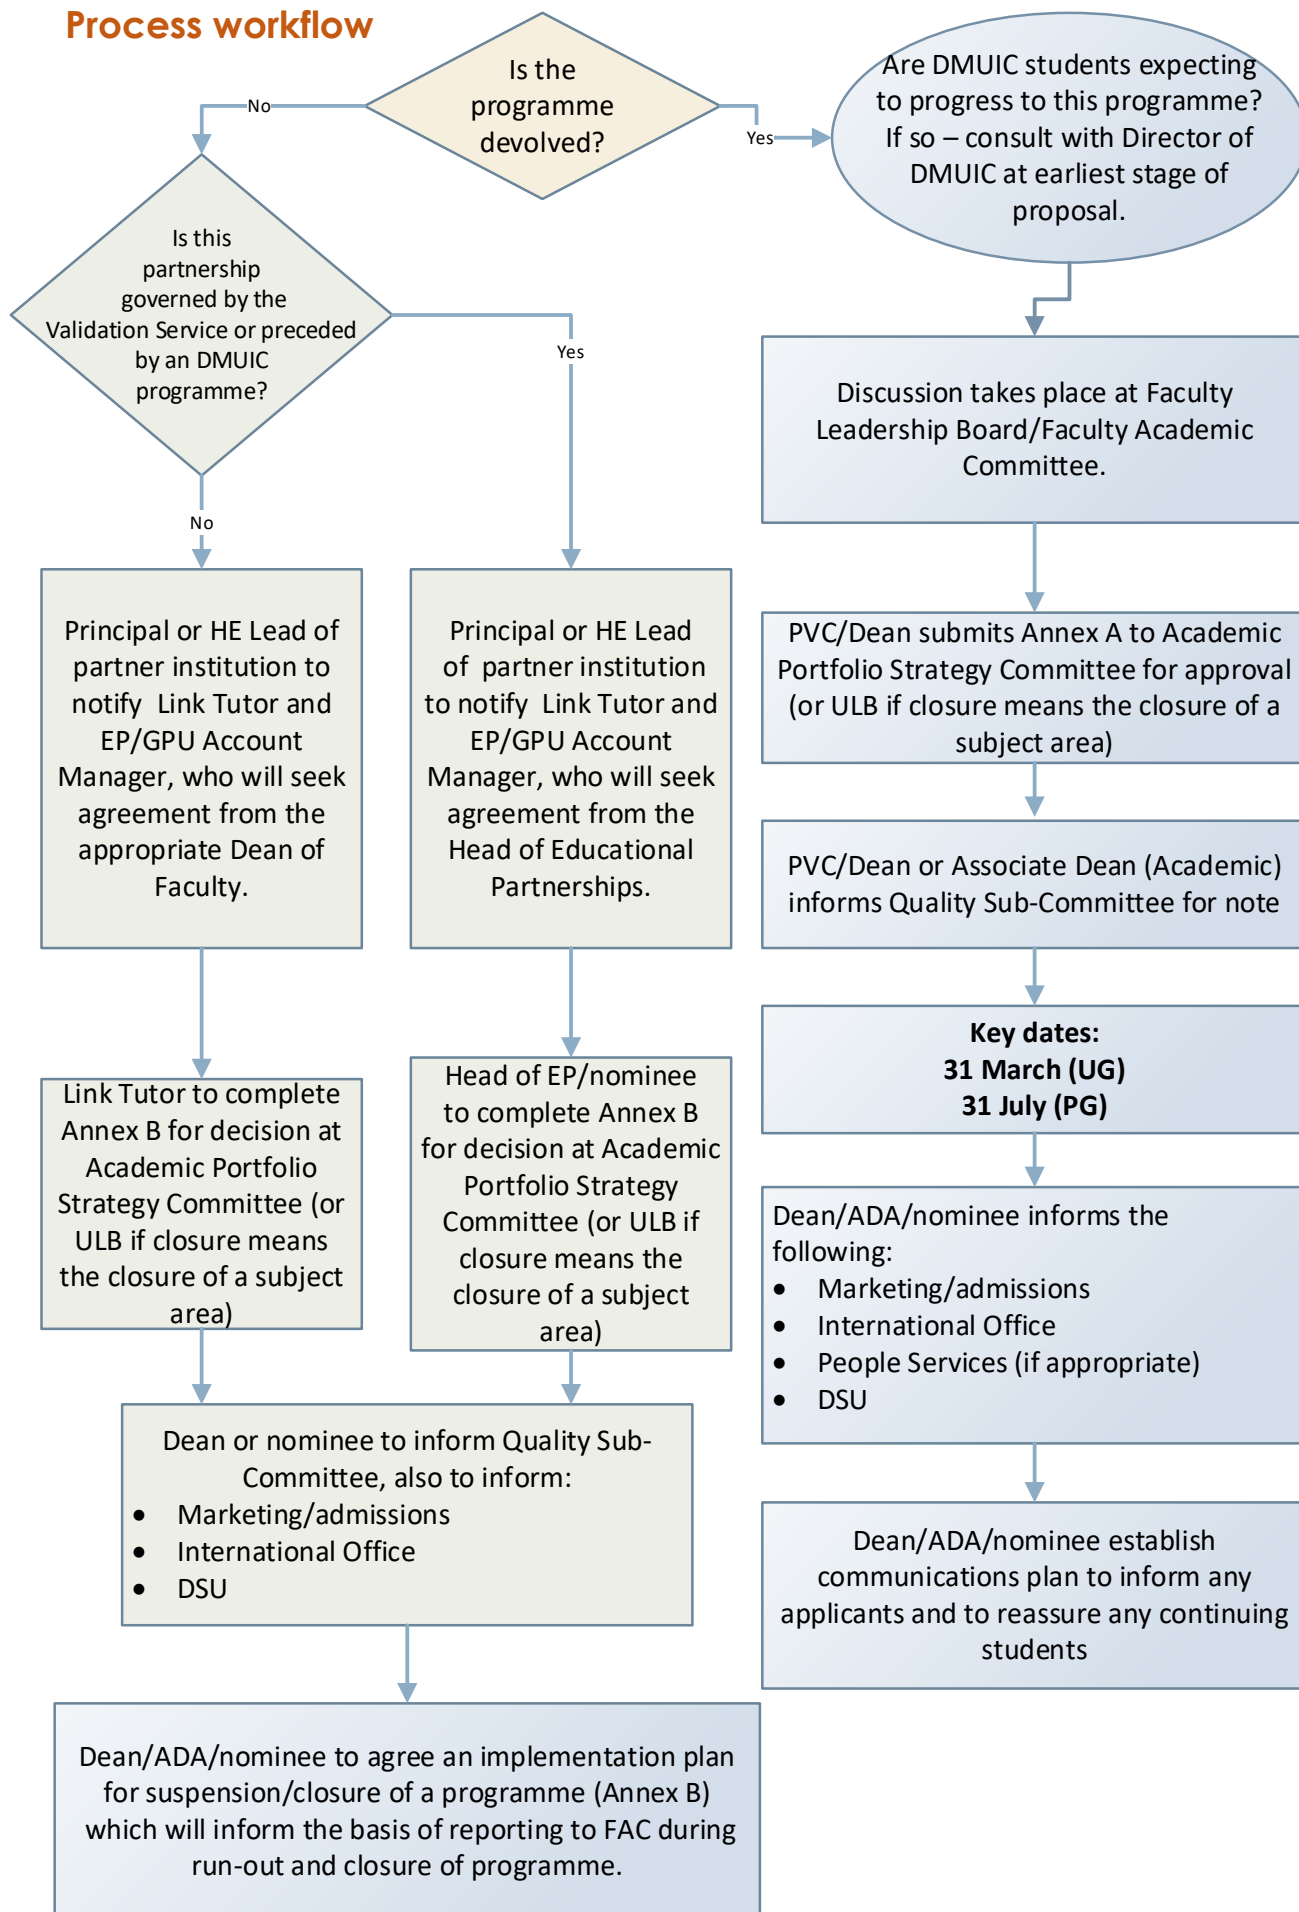 Process workflow
Is the
programme
devolved?
No
Yes
Are DMUIC students expecting
to progress to this programme?
If so – consult with Director of
DMUIC at earliest stage of
proposal.
Is this
partnership
governed by the
Validation Service or preceded
by an DMUIC
programme?
Yes
No
Discussion takes place at Faculty
Leadership Board/Faculty Academic
Committee.
Principal or HE Lead of
partner institution to
notify Link Tutor and
EP/GPU Account
Manager, who will seek
agreement from the
appropriate Dean of
Faculty.
Principal or HE Lead
of partner institution
to notify Link Tutor and
EP/GPU Account
Manager, who will seek
agreement from the
Head of Educational
Partnerships.
PVC/Dean submits Annex A to Academic
Portfolio Strategy Committee for approval
(or ULB if closure means the closure of a
subject area)
PVC/Dean or Associate Dean (Academic)
informs Quality Sub-Committee for note
Key dates:
31 March (UG)
31 July (PG)
Link Tutor to complete
Annex B for decision at
Academic Portfolio
Strategy Committee (or
ULB if closure means
the closure of a subject
area)
Head of EP/nominee
to complete Annex B
for decision at Academic
Portfolio Strategy
Committee (or ULB if
closure means the
closure of a subject
area)
Dean/ADA/nominee informs the
following:
• Marketing/admissions
• International Office
• People Services (if appropriate)
• DSU
Dean or nominee to inform Quality Sub-
Committee, also to inform:
• Marketing/admissions
• International Office
• DSU
Dean/ADA/nominee establish
communications plan to inform any
applicants and to reassure any continuing
students
Dean/ADA/nominee to agree an implementation plan
for suspension/closure of a programme (Annex B)
which will inform the basis of reporting to FAC during
run-out and closure of programme.